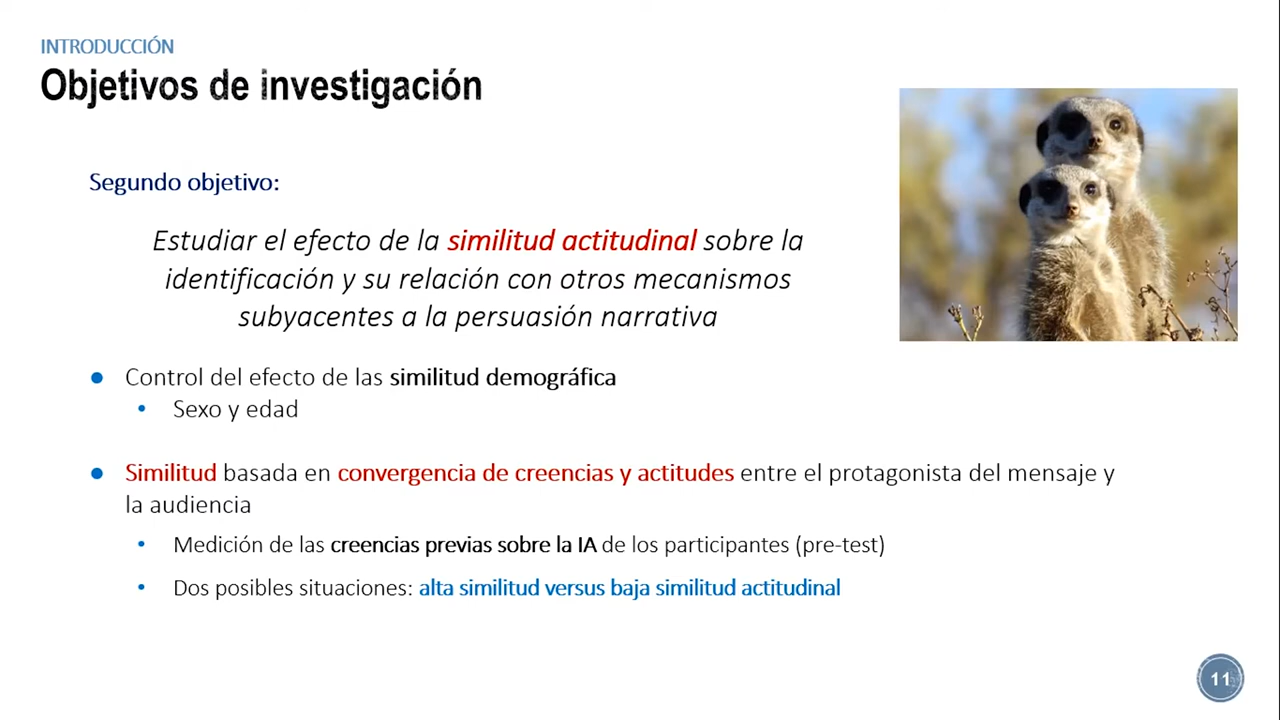 INTRODUCCIÓN
Objetivos de investigación
Segundo objetivo:
Estudiar el efecto de la similitud actitudinal sobre la
identificación y su relación con otros mecanismos
subyacentes a la persuasión narrativa
● Control del efecto de las similitud demográfica
• Sexo y edad
● Similitud basada en convergencia de creencias y actitudes entre el protagonista del mensaje y
la audiencia
• Medición de las creencias previas sobre la IA de los participantes (pre-test)
• Dos posibles situaciones: alta similitud versus baja similitud actitudinal
11